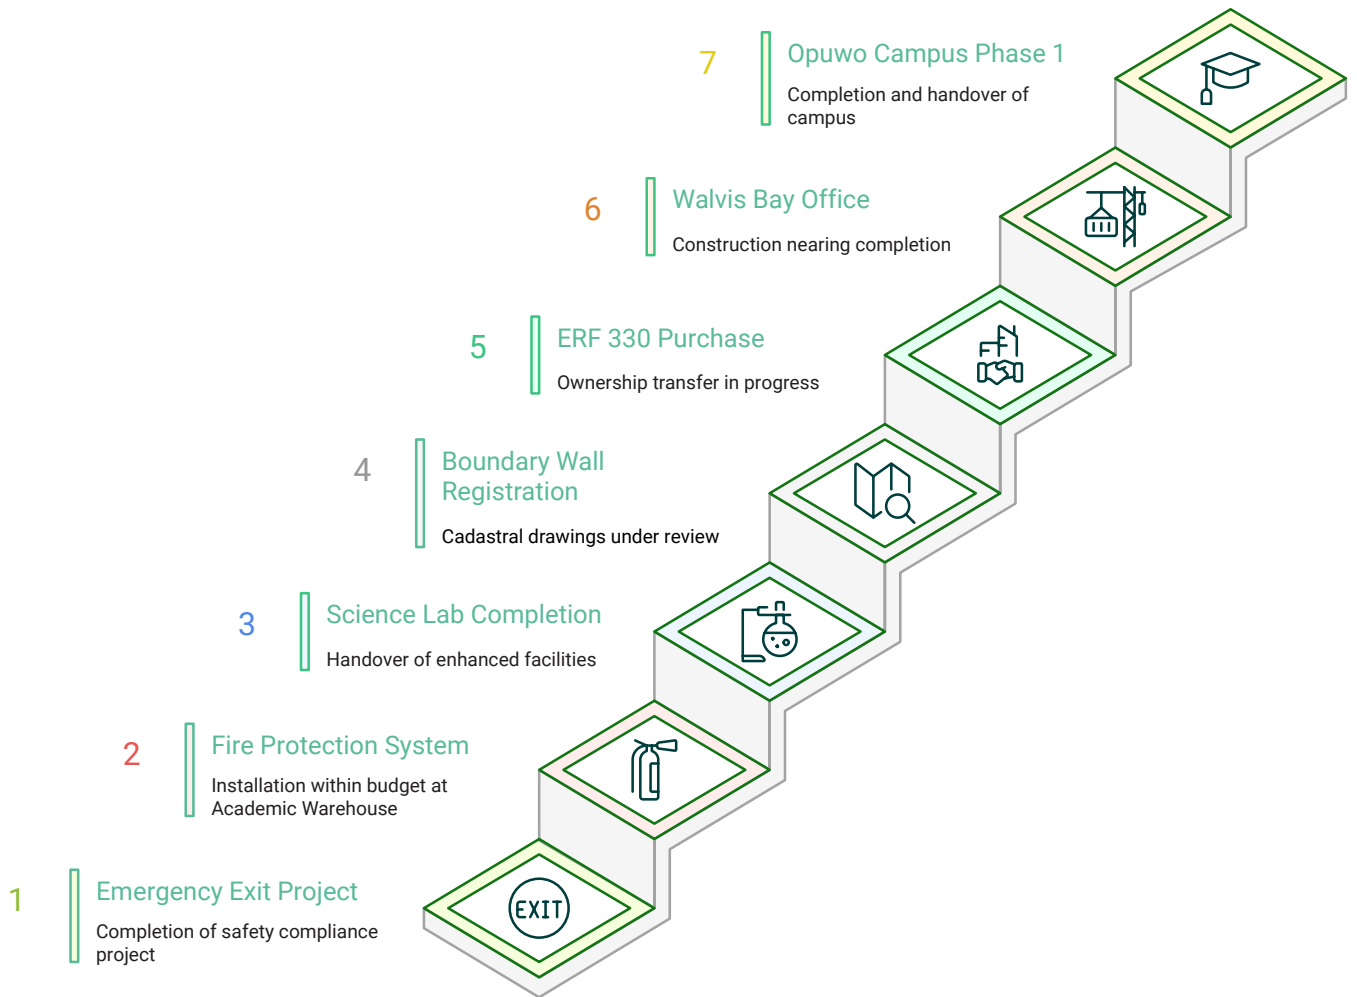 7
Opuwo Campus Phase 1
Completion and handover of
campus
6
Walvis Bay Office
Construction nearing completion
5
ERF 330 Purchase
Ownership transfer in progress
4
Boundary Wall
Registration
Cadastral drawings under review
3
Science Lab Completion
Handover of enhanced facilities
2
Fire Protection System
Installation within budget at
Academic Warehouse
1
Emergency Exit Project
Completion of safety compliance
project
EXIT